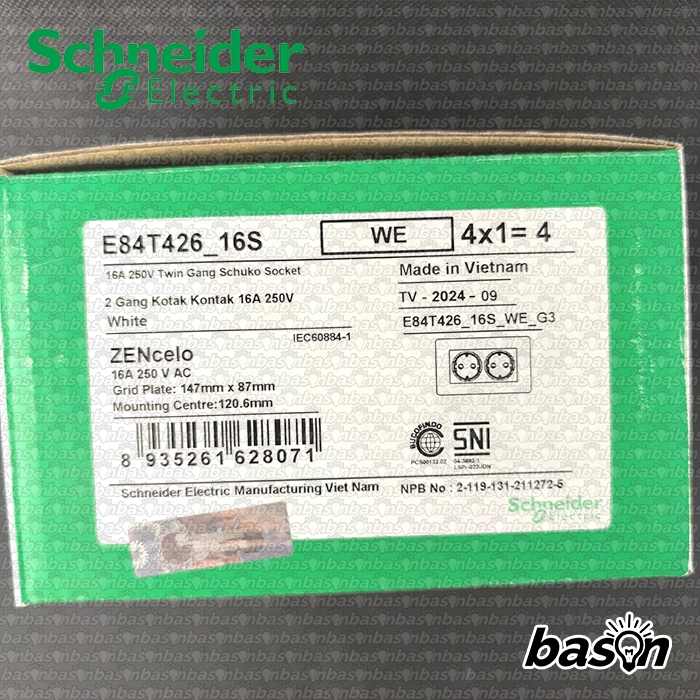 Schneider
Electric
E84T426_16S
WE
4x1= 4
16A 250V Twin Gang Schuko Socket
Made in Vietnam
2 Gang Kotak Kontak 16A 250V
TV - 2024 - 09
White
E84T426_16S_WE_G3
IEC60884-1
ZENcelo
16A 250 V AC
Grid Plate: 147mm x 87mm
Mounting Centre:120.6mm
SUCOFINDO
SNI
8 935261 628071
Schneider Electric Manufacturing Viet Nam
NPB No : 2-119-131-211272-5
Schneider
Electric
bason